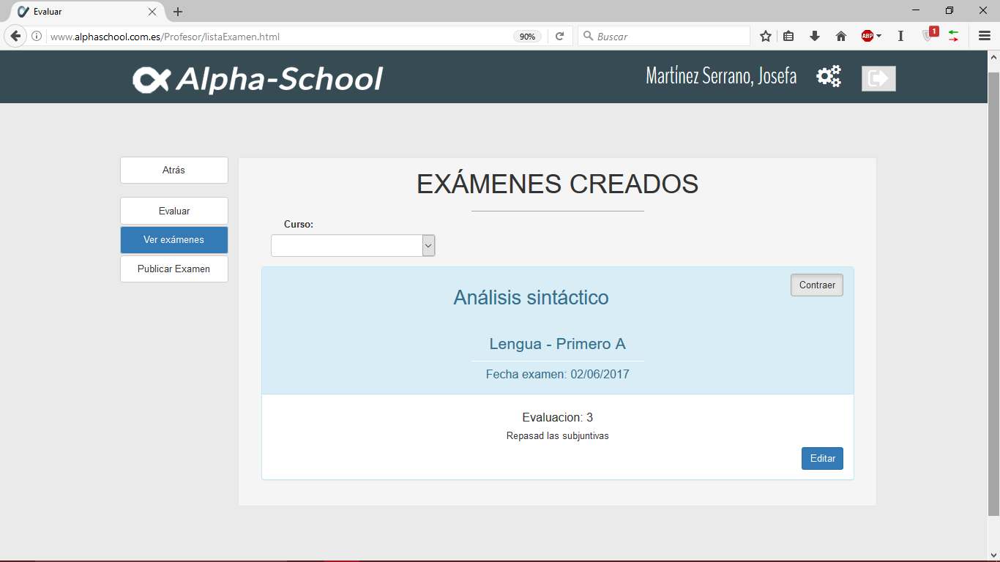 Evaluar
www.alphaschool.com.es/Profesor/listaExamen.html
90%
Buscar
ABP
1
Alpha-School
Martínez Serrano, Josefa
Atrás
Evaluar
Ver exámenes
Publicar Examen
EXÁMENES CREADOS
Curso:
Contraer
Análisis sintáctico
Lengua - Primero A
Fecha examen: 02/06/2017
Evaluacion: 3
Repasad las subjuntivas
Editar